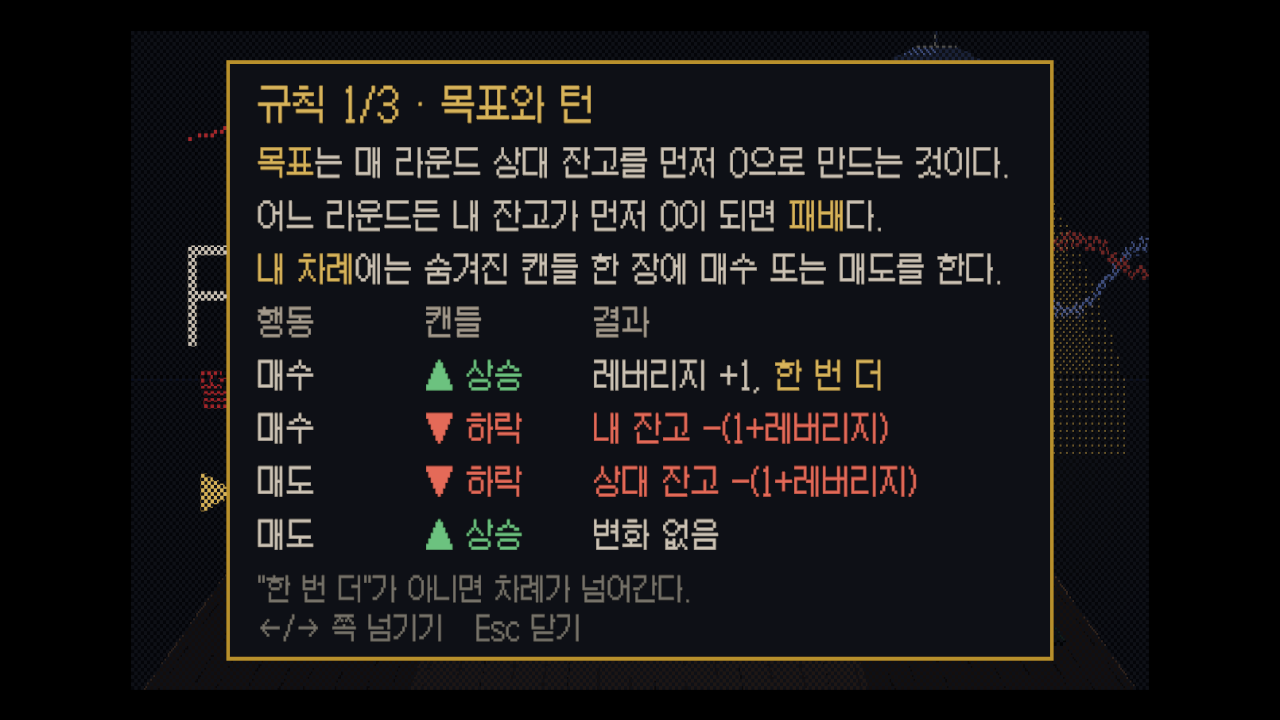 규칙 1/3 · 목표와 턴
목표는 매 라운드 상대 잔고를 먼저 0으로 만드는 것이다.
어느 라운드든 내 잔고가 먼저 0이 되면 패배다.
내 차례에는 숨겨진 캔들 한 장에 매수 또는 매도를 한다.
행동 캔들 결과
매수 ▲ 상승 레버리지 +1, 한 번 더
매수 ▼ 하락 내 잔고 -(1+레버리지)
매도 ▼ 하락 상대 잔고 -(1+레버리지)
매도 ▲ 상승 변화 없음
"한 번 더"가 아니면 차례가 넘어간다.
←/→ 쪽 넘기기 Esc 닫기